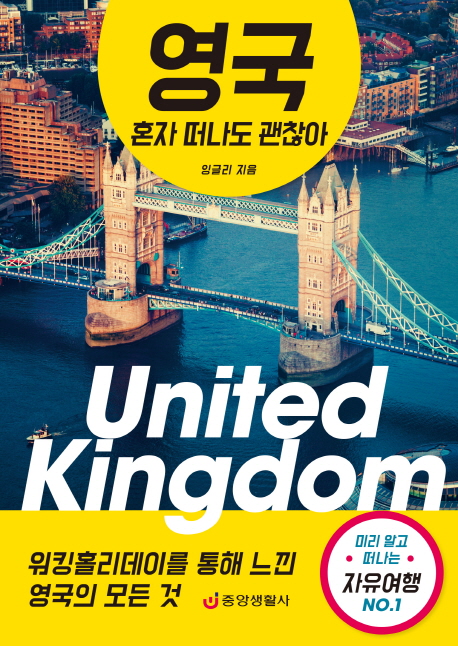 영국
혼자 떠나도 괜찮아
잉글리 지음
United
Kingdom
워킹홀리데이를 통해 느낀
영국의 모든 것
중앙생활사
미리 알고
떠나는
자유여행
NO.1